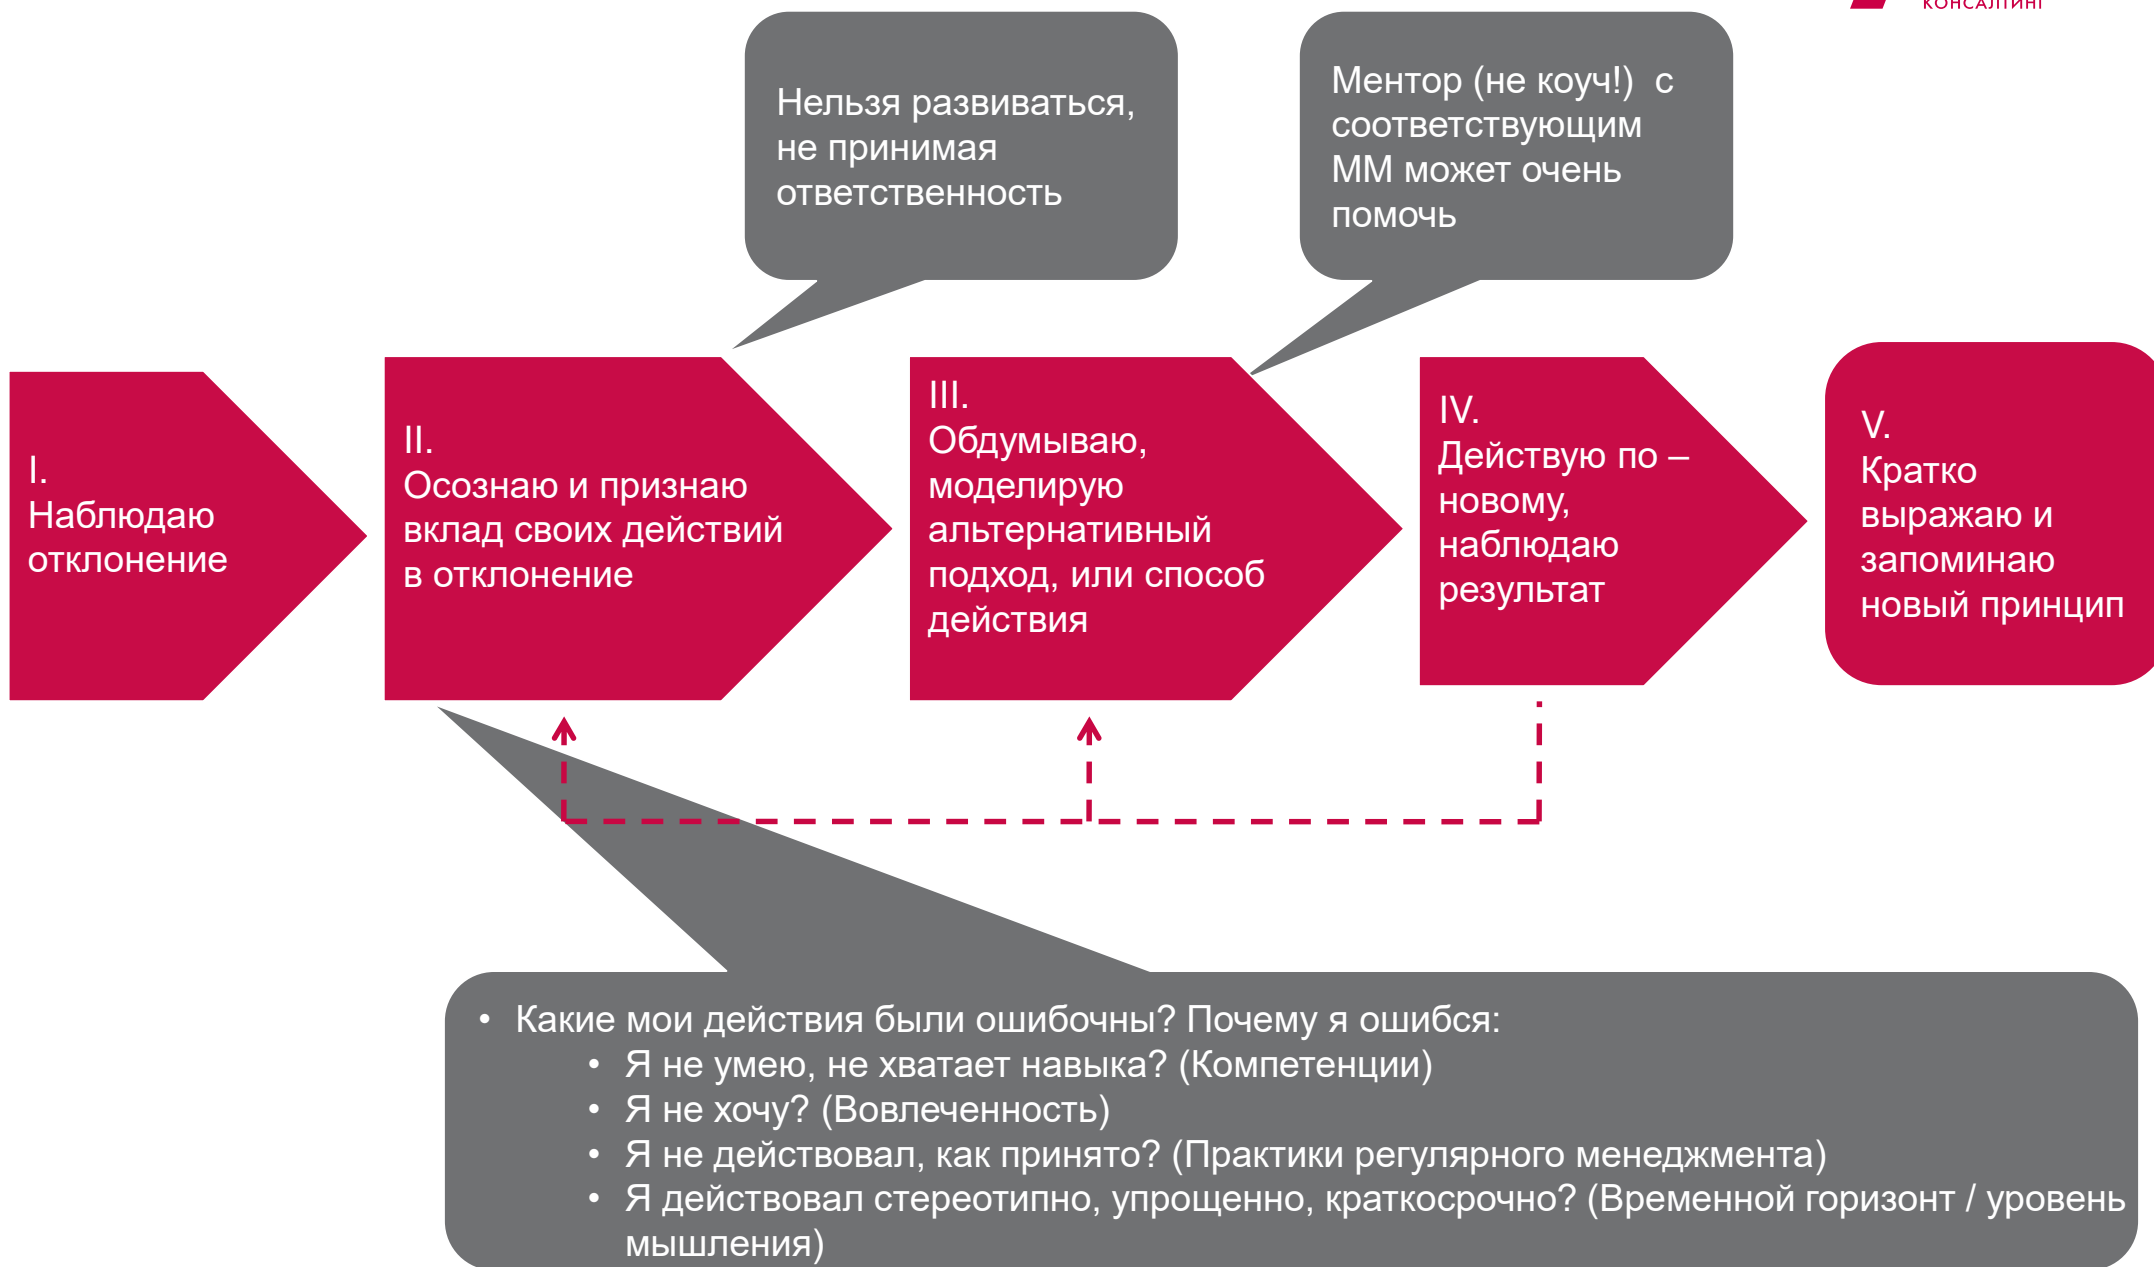 КОНСАЛТИНГ
Нельзя развиваться,
не принимая
ответственность
Ментор (не коуч!)  с
соответствующим
ММ может очень
помочь
I.
Наблюдаю
отклонение
II.
Осознаю и признаю
вклад своих действий
в отклонение
III.
Обдумываю,
моделирую
альтернативный
подход, или способ
действия
IV.
Действую по –
новому,
наблюдаю
результат
V.
Кратко
выражаю и
запоминаю
новый принцип
• Какие мои действия были ошибочны? Почему я ошибся:
• Я не умею, не хватает навыка? (Компетенции)
• Я не хочу? (Вовлеченность)
• Я не действовал, как принято? (Практики регулярного менеджмента)
• Я действовал стереотипно, упрощенно, краткосрочно? (Временной горизонт / уровень
мышления)